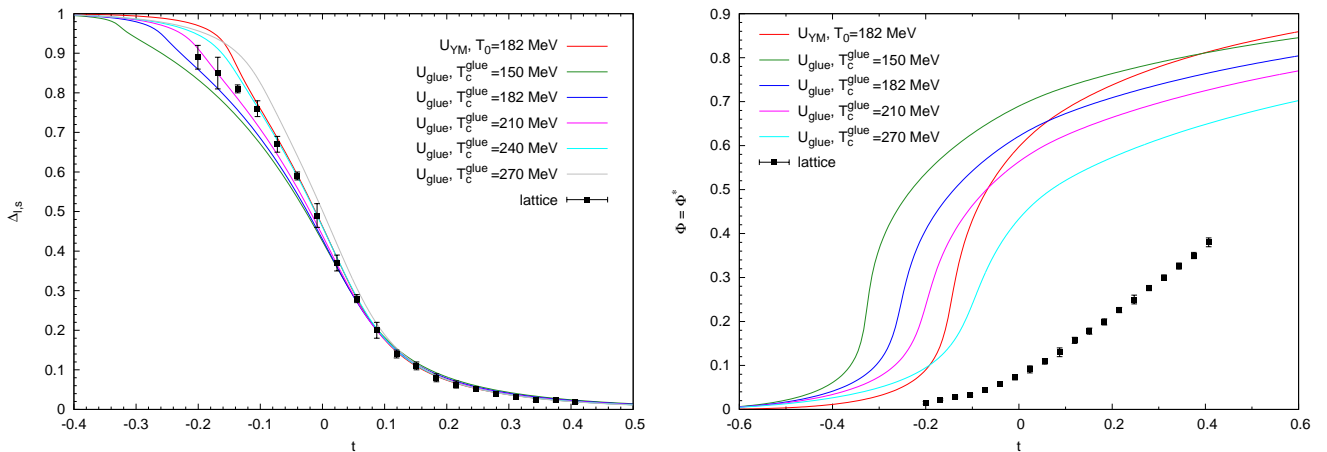 1
0.9
0.8
0.7
0.6
0.5
0.4
0.3
0.2
0.1
0
-0.4 -0.3 -0.2 -0.1 0 0.1 0.2 0.3 0.4 0.5
t
Δl,s
UYM, T0=182 MeV
Uglue, Tcglue=150 MeV
Uglue, Tcglue=182 MeV
Uglue, Tcglue=210 MeV
Uglue, Tcglue=240 MeV
Uglue, Tcglue=270 MeV
lattice
0.9
0.8
0.7
0.6
0.5
0.4
0.3
0.2
0.1
0
-0.6 -0.4 -0.2 0 0.2 0.4 0.6
t
Φ = Φ*
UYM, T0=182 MeV
Uglue, Tcglue=150 MeV
Uglue, Tcglue=182 MeV
Uglue, Tcglue=210 MeV
Uglue, Tcglue=270 MeV
lattice